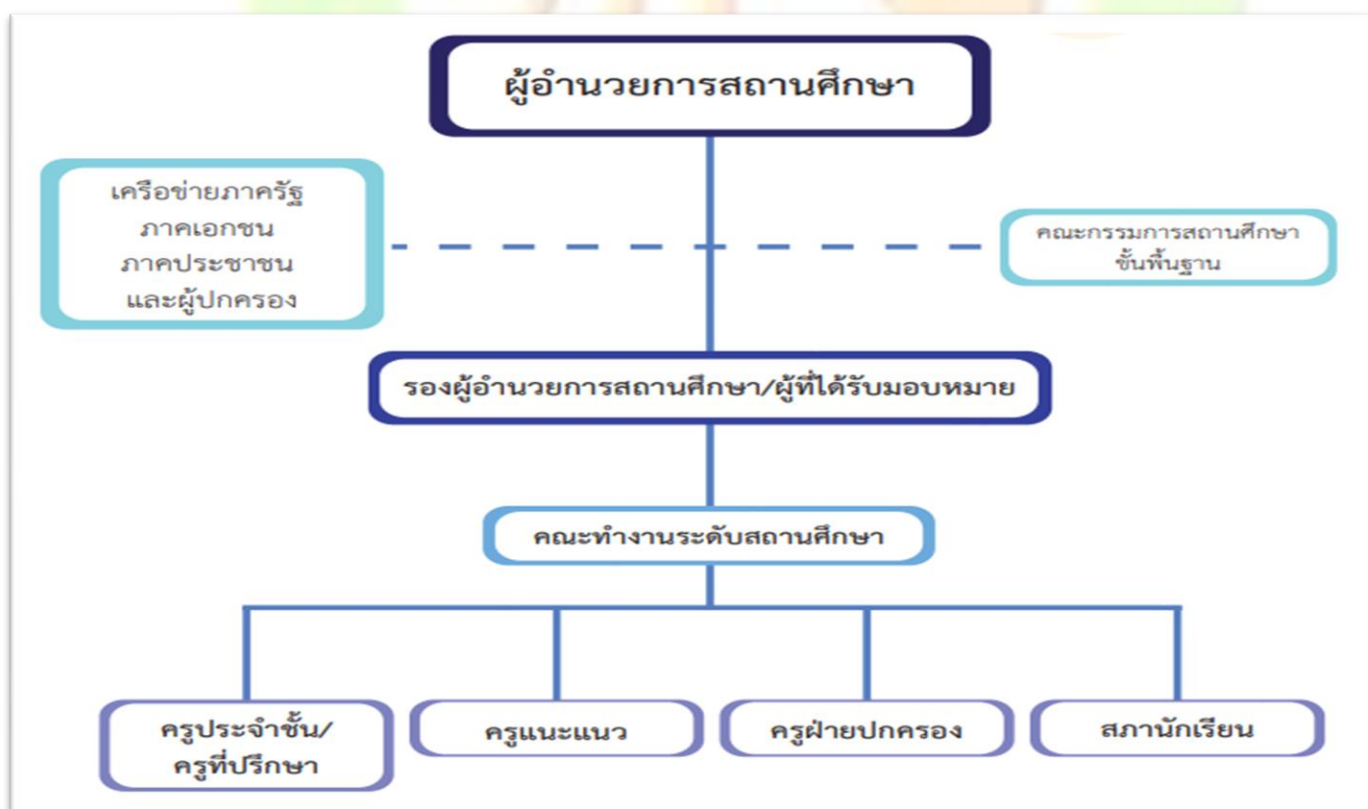 ผู้อำนวยการสถานศึกษา
เครือข่ายภาครัฐ
ภาคเอกชน
ภาคประชาชน
และผู้ปกครอง
คณะกรรมการสถานศึกษา
ขั้นพื้นฐาน
รองผู้อำนวยการสถานศึกษา/ผู้ที่ได้รับมอบหมาย
คณะทำงานระดับสถานศึกษา
ครูประจำชั้น/
ครูที่ปรึกษา
ครูแนะแนว
ครูฝ่ายปกครอง
สภานักเรียน